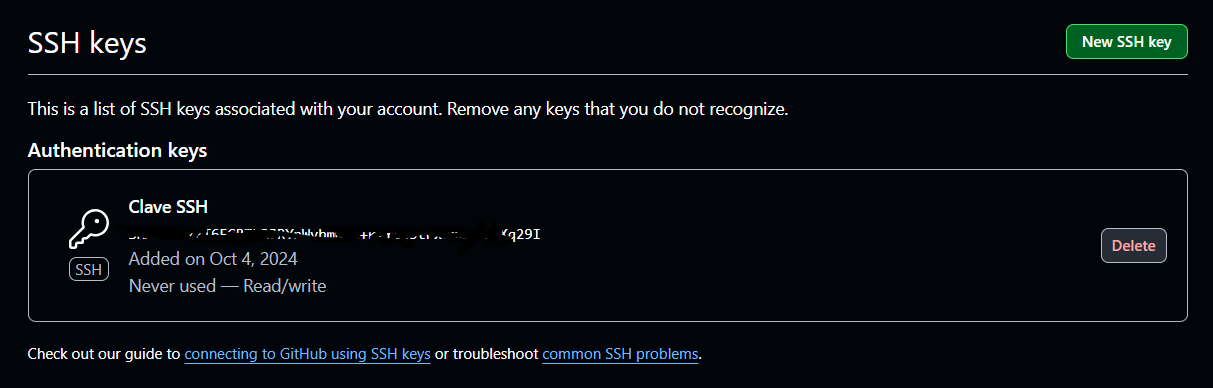 SSH keys
New SSH key
This is a list of SSH keys associated with your account. Remove any keys that you do not recognize.
Authentication keys
Clave SSH
Added on Oct 4, 2024
SSH
Never used — Read/write
Delete
Check out our guide to connecting to GitHub using SSH keys or troubleshoot common SSH problems.